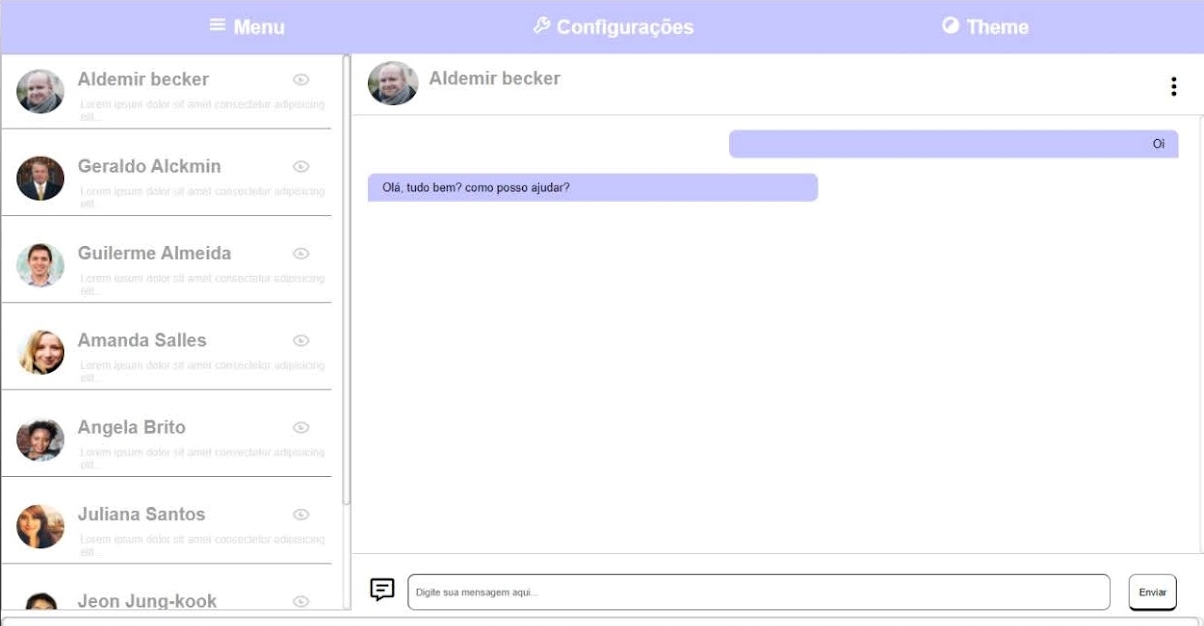 Menu
Configurações
Theme
Aldemir becker
Lorem ipsum dolor sit amet consectetur adipisicing
elit...
Geraldo Alckmin
Lorem ipsum dolor sit amet consectetur adipisicing
elit...
Guilerme Almeida
Lorem ipsum dolor sit amet consectetur adipisicing
elit...
Amanda Salles
Lorem ipsum dolor sit amet consectetur adipisicing
elit...
Angela Brito
Lorem ipsum dolor sit amet consectetur adipisicing
elit...
Juliana Santos
Lorem ipsum dolor sit amet consectetur adipisicing
elit...
Jeon Jung-kook
Aldemir becker
Oi
Olá, tudo bem? como posso ajudar?
Digite sua mensagem aqui...
Enviar